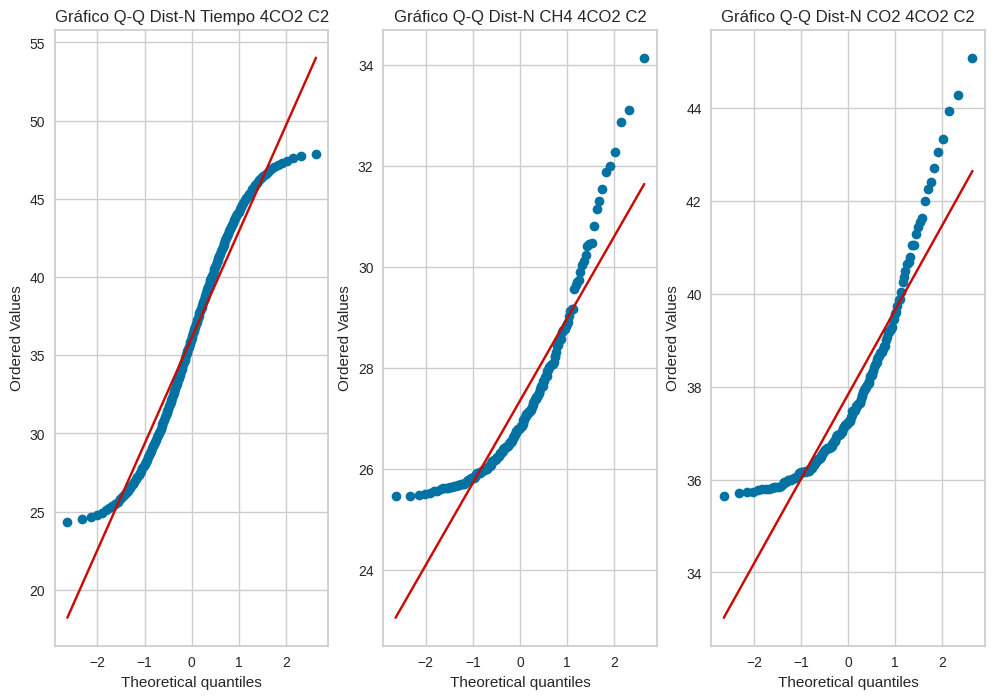 Gráfico Q-Q Dist-N Tiempo 4CO2 C2
55
50
45
40
35
30
25
20
Ordered Values
−2 −1 0 1 2
Theoretical quantiles
Gráfico Q-Q Dist-N CH4 4CO2 C2
34
32
30
28
26
24
Ordered Values
−2 −1 0 1 2
Theoretical quantiles
Gráfico Q-Q Dist-N CO2 4CO2 C2
44
42
40
38
36
34
Ordered Values
−2 −1 0 1 2
Theoretical quantiles